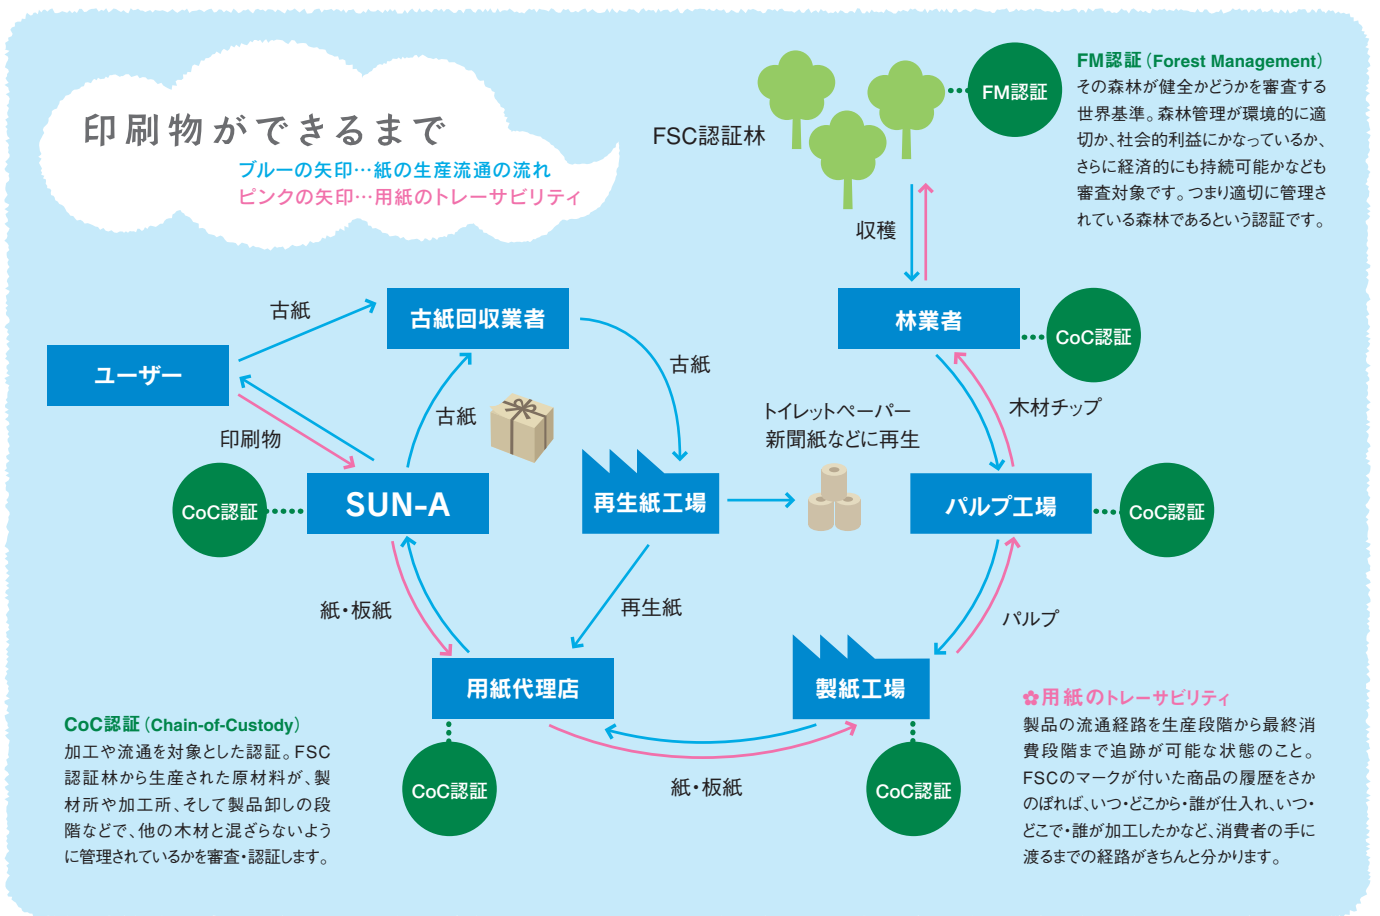 印刷物ができるまで
ブルーの矢印…紙の生産流通の流れ
ピンクの矢印…用紙のトレーサビリティ
FSC認証林
FM認証
FM認証（Forest Management）
その森林が健全かどうかを審査する
世界基準。森林管理が環境的に適
切か、社会的利益にかなっているか、
さらに経済的にも持続可能かなども
審査対象です。つまり適切に管理さ
れている森林であるという認証です。
収穫
林業者
CoC認証
古紙
古紙回収業者
ユーザー
古紙
古紙
印刷物
木材チップ
トイレットペーパー
新聞紙などに再生
SUN-A
CoC認証
再生紙工場
パルプ工場
CoC認証
紙・板紙
再生紙
パルプ
用紙代理店
製紙工場
CoC認証
CoC認証
紙・板紙
CoC認証（Chain-of-Custody）
加工や流通を対象とした認証。FSC
認証林から生産された原材料が、製
材所や加工所、そして製品卸しの段
階などで、他の木材と混ざらないよう
に管理されているかを審査・認証します。
✿用紙のトレーサビリティ
製品の流通経路を生産段階から最終消
費段階まで追跡が可能な状態のこと。
FSCのマークが付いた商品の履歴をさか
のぼれば、いつ・どこから・誰が仕入れ、いつ・
どこで・誰が加工したかなど、消費者の手に
渡るまでの経路がきちんと分かります。